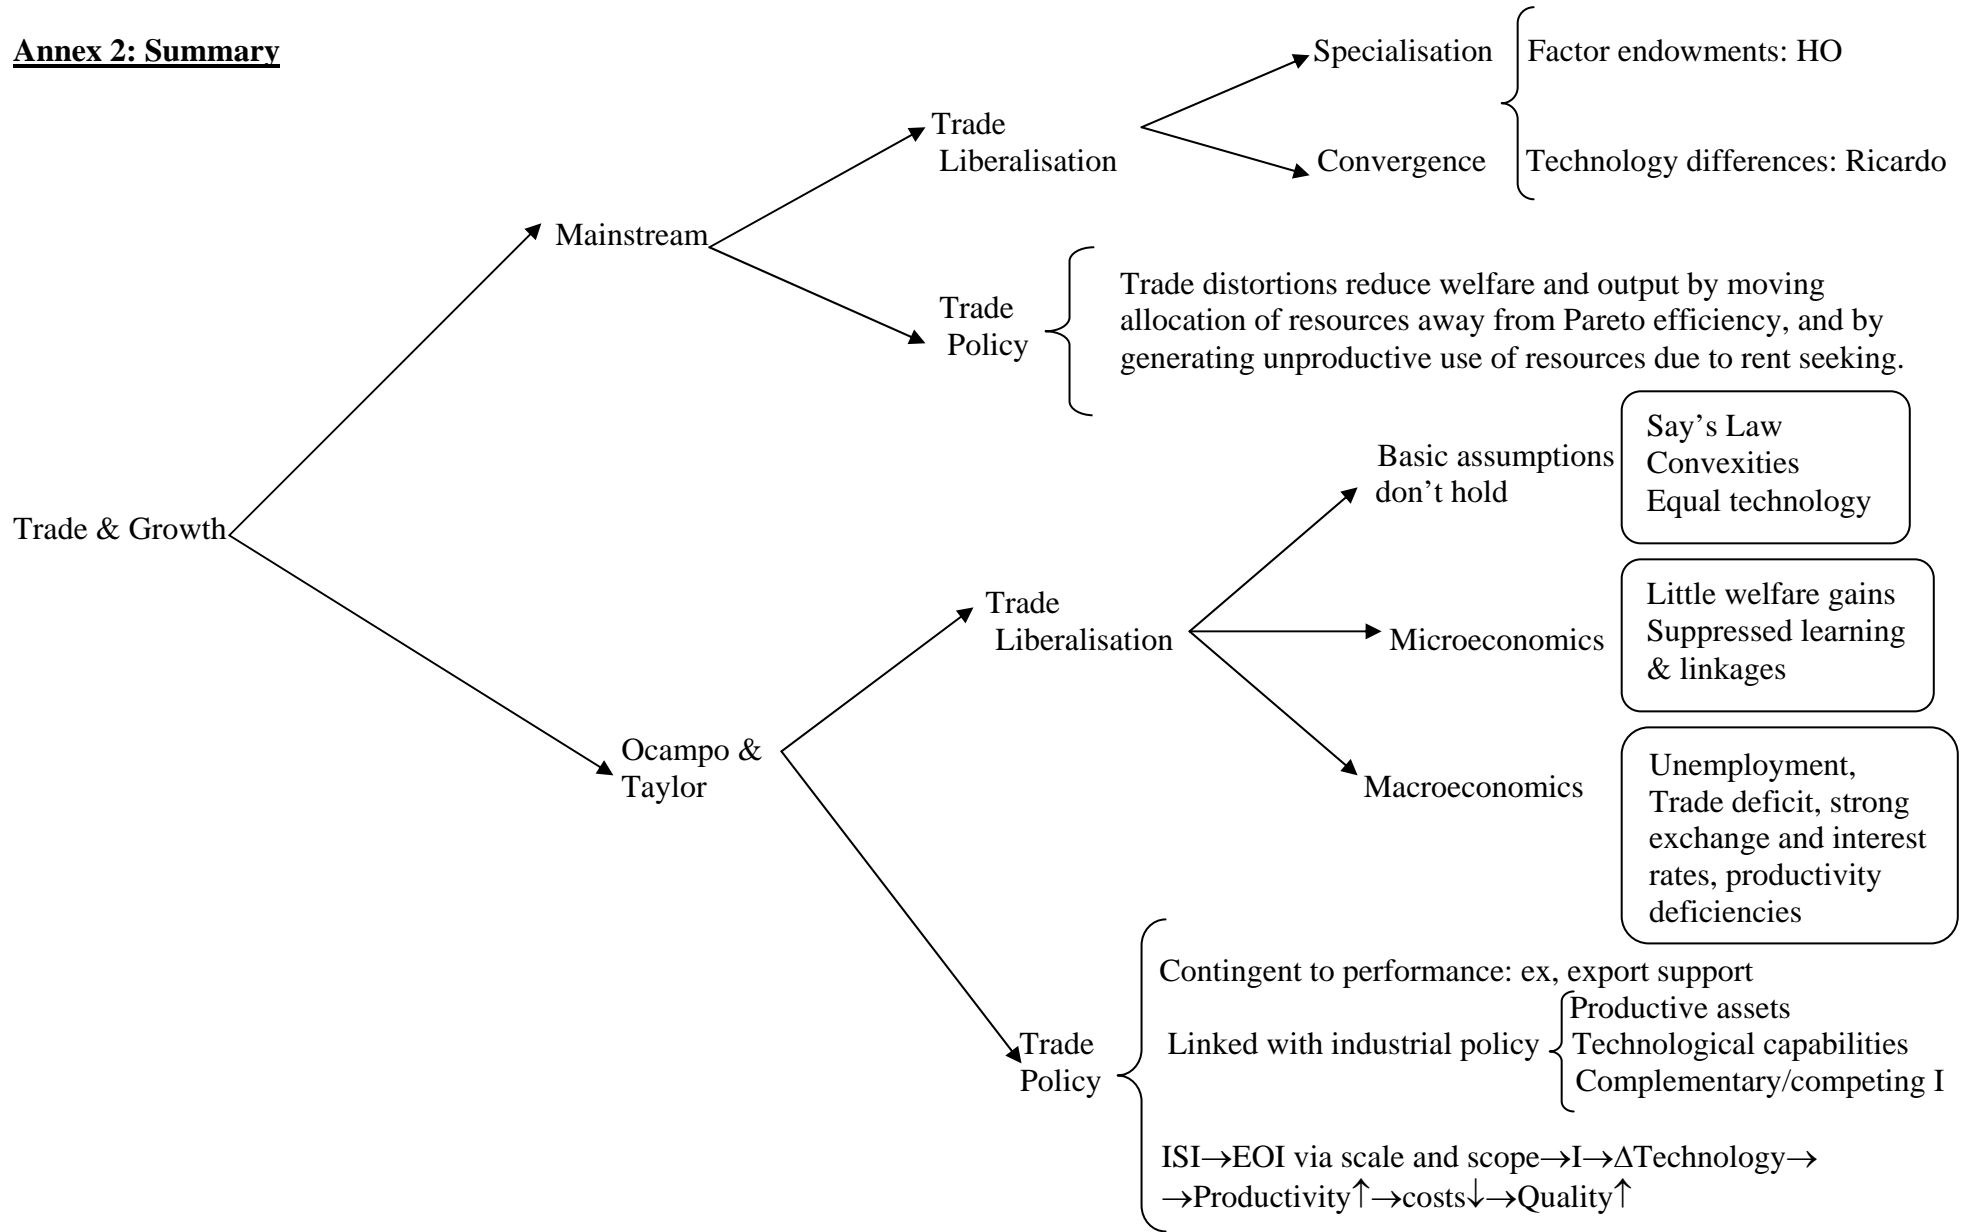 Annex 2: Summary
Specialisation
Factor endowments: HO
Trade
Liberalisation
Convergence
Technology differences: Ricardo
Mainstream
Trade
Policy
Trade distortions reduce welfare and output by moving
allocation of resources away from Pareto efficiency, and by
generating unproductive use of resources due to rent seeking.
Trade & Growth
Basic assumptions
don’t hold
Say’s Law
Convexities
Equal technology
Trade
Liberalisation
Microeconomics
Little welfare gains
Suppressed learning
& linkages
Ocampo &
Taylor
Macroeconomics
Unemployment,
Trade deficit, strong
exchange and interest
rates, productivity
deficiencies
Trade
Policy
Contingent to performance: ex, export support
Linked with industrial policy
Productive assets
Technological capabilities
Complementary/competing I
ISI→EOI via scale and scope→I→ΔTechnology→
→Productivity↑→costs↓→Quality↑